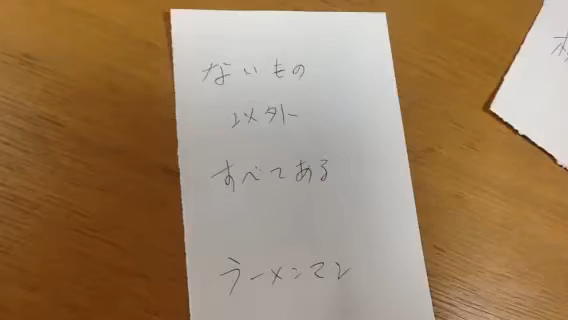 ないもの
以外
すべてある
ラーメンマン